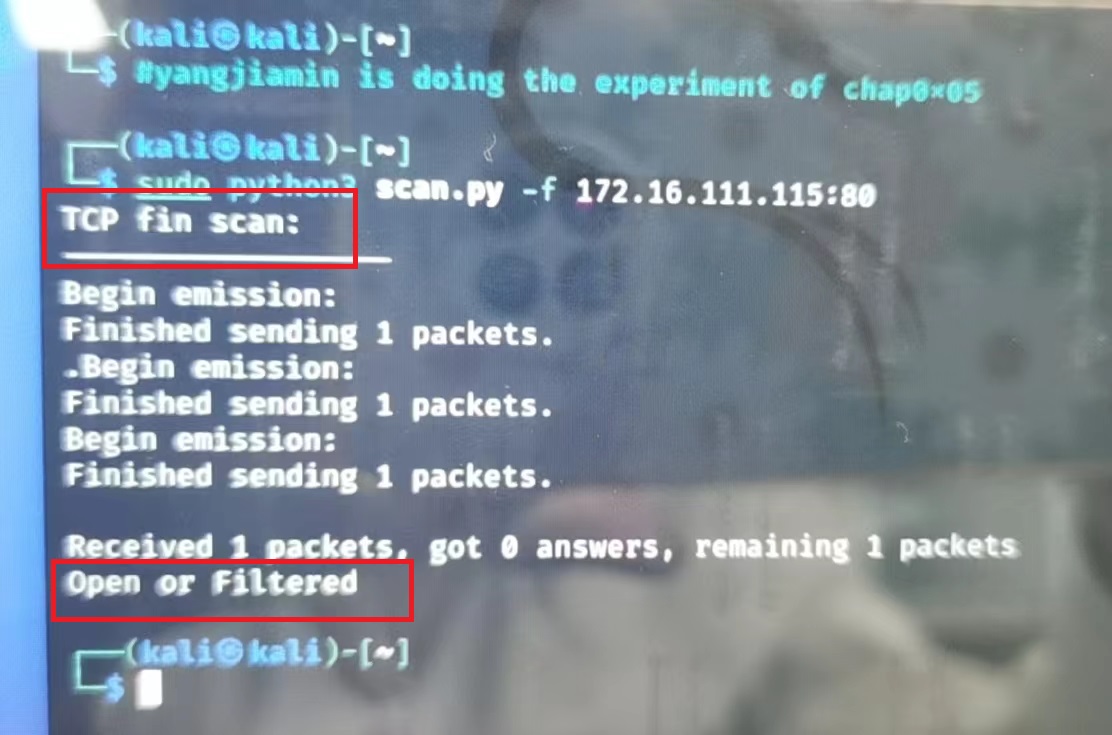 (kali㉿kali)-[~]
$ #yangjiamin is doing the experiment of chap0×05
(kali㉿kali)-[~]
$ sudo python3 scan.py -f 172.16.111.115:80
TCP fin scan:
Begin emission:
Finished sending 1 packets.
.Begin emission:
Finished sending 1 packets.
Begin emission:
Finished sending 1 packets.
Received 1 packets, got 0 answers, remaining 1 packets
Open or Filtered
(kali㉿kali)-[~]
$